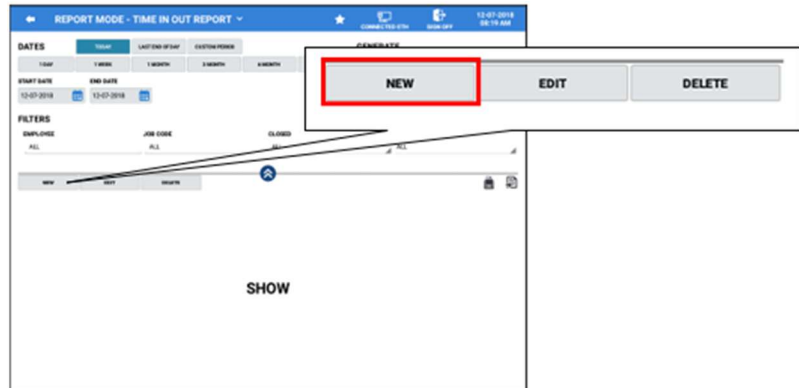 REPORT MODE - TIME IN OUT REPORT
CONNECTED ETH
SIGN OFF
12-07-2018
08:19 AM
DATES
TODAY
LAST END OF DAY
CUSTOM PERIOD
GENERATE
1 DAY
1 WEEK
1 MONTH
3 MONTH
6 MONTH
START DATE
END DATE
12-07-2018
12-07-2018
NEW
EDIT
DELETE
FILTERS
EMPLOYEE
JOB CODE
CLOSED
ALL
ALL
ALL
ALL
NEW
EDIT
DELETE
SHOW